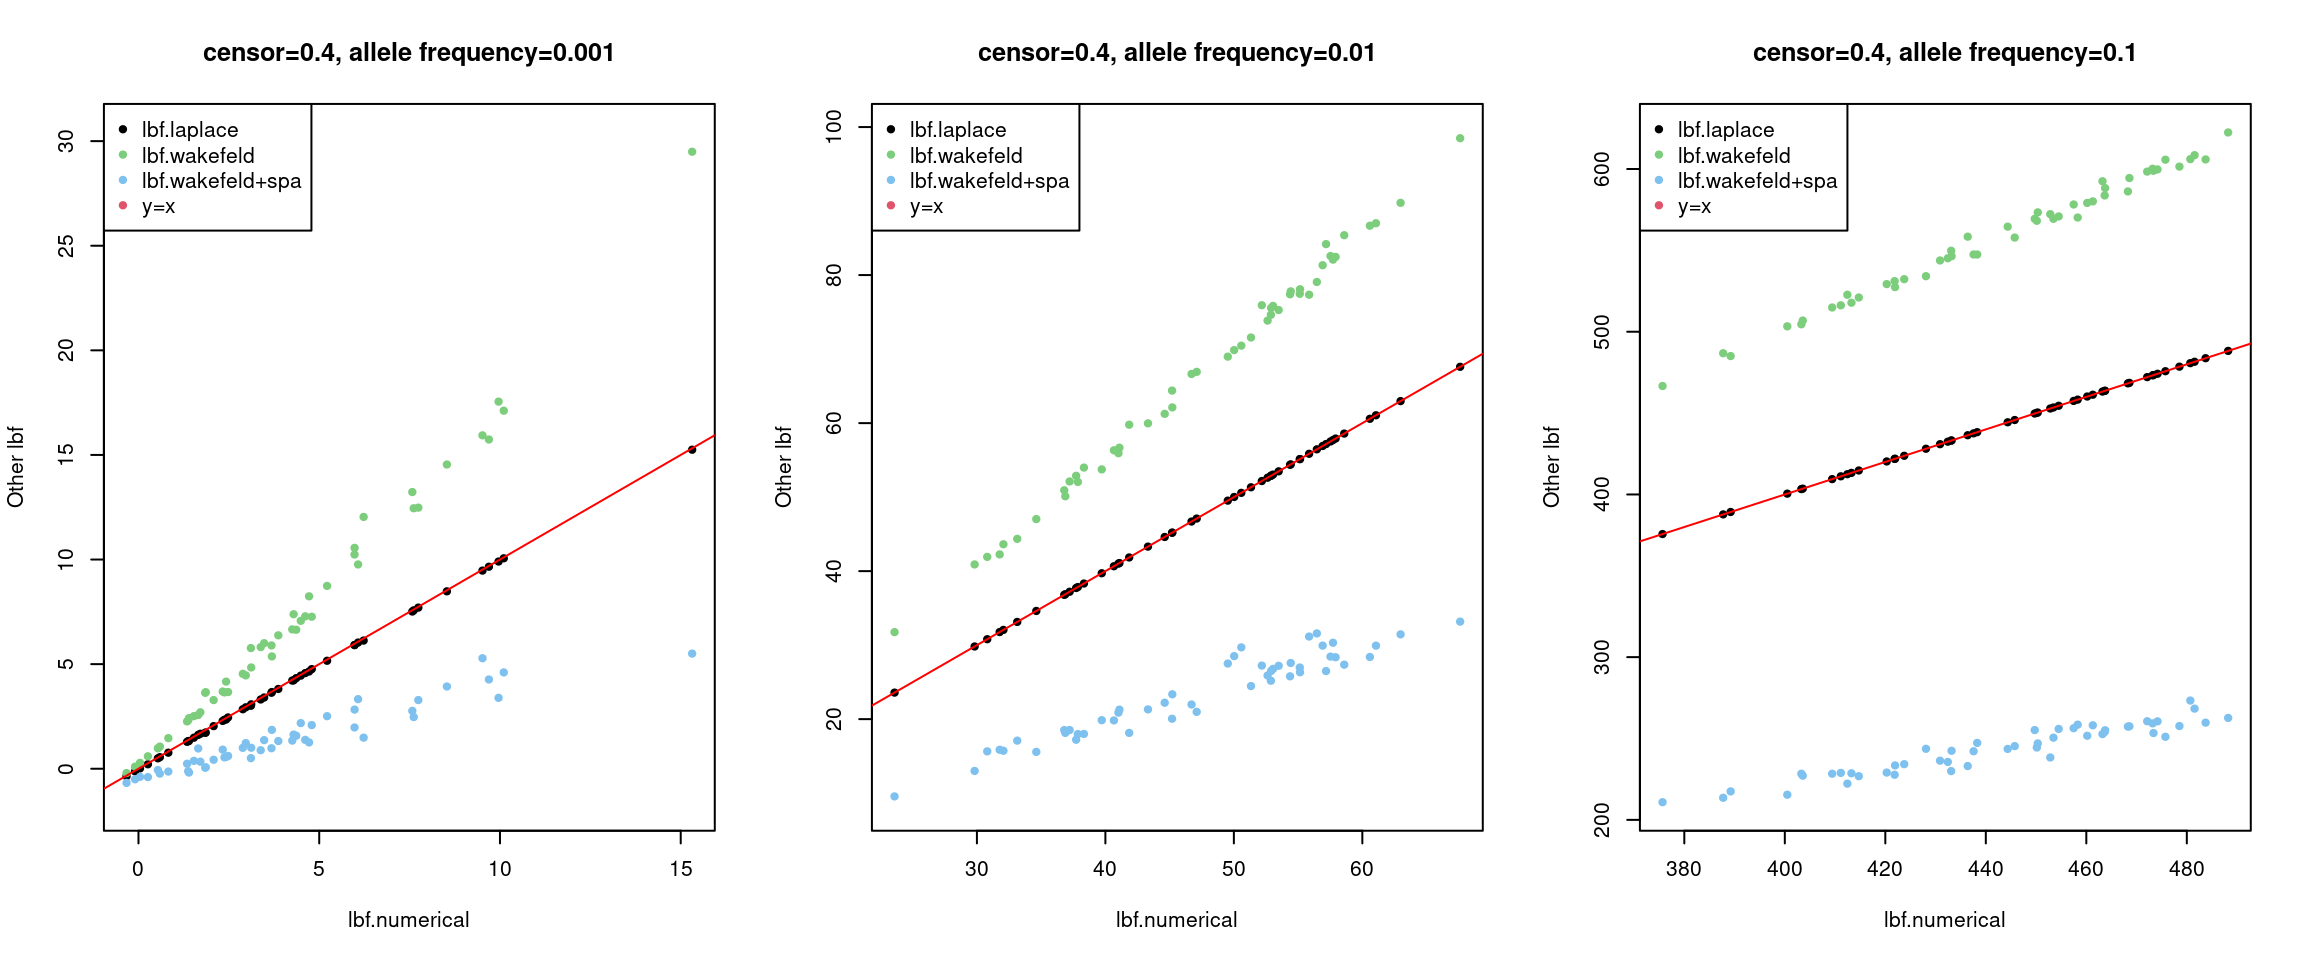 censor=0.4, allele frequency=0.001
lbf.laplace
lbf.wakefeld
lbf.wakefeld+spa
y=x
30
25
20
15
10
5
0
Other lbf
0 5 10 15
lbf.numerical
censor=0.4, allele frequency=0.01
lbf.laplace
lbf.wakefeld
lbf.wakefeld+spa
y=x
100
80
60
40
20
Other lbf
30 40 50 60
lbf.numerical
censor=0.4, allele frequency=0.1
lbf.laplace
lbf.wakefeld
lbf.wakefeld+spa
y=x
600
500
400
300
200
Other lbf
380 400 420 440 460 480
lbf.numerical